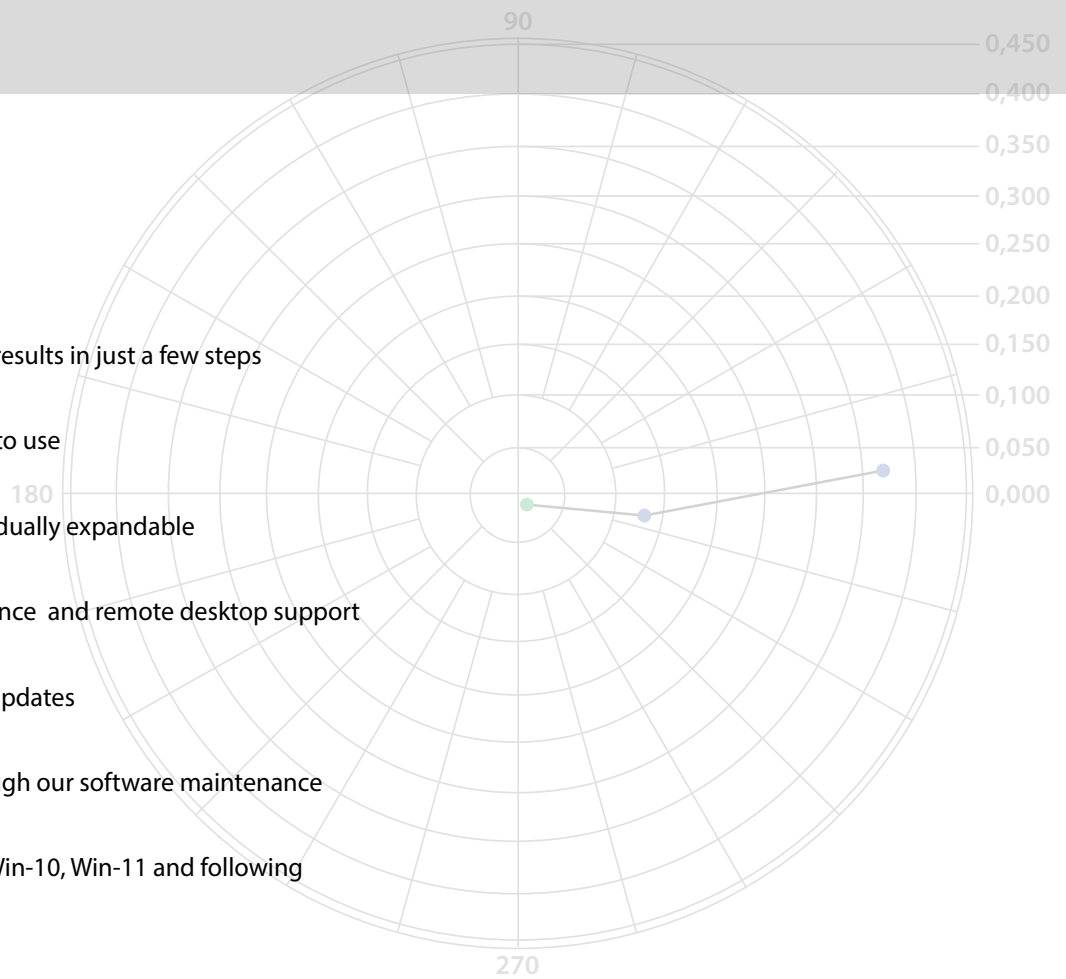 90
0,450
0,400
0,350
0,300
0,250
0,200
results in just a few steps
0,150
0,100
to use
0,050
180
0,000
dually expandable
nce and remote desktop support
pdates
gh our software maintenance
Win-10, Win-11 and following
270